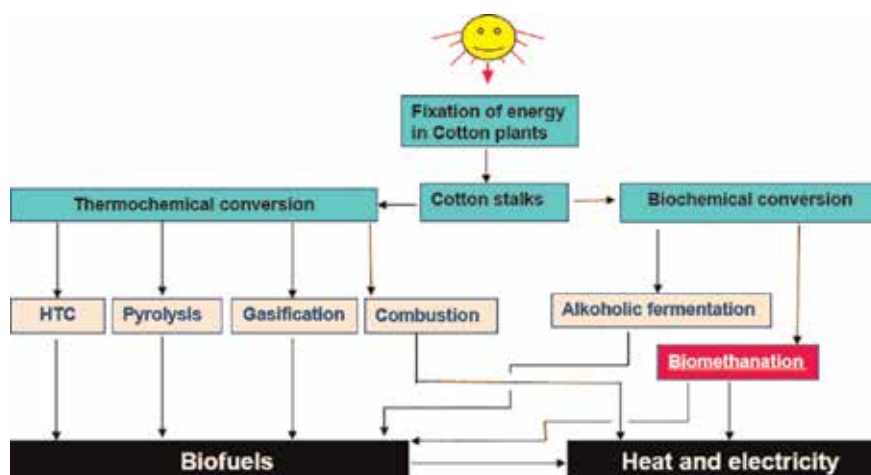 Fixation of energy
in Cotton plants
Thermochemical conversion
Cotton stalks
Biochemical conversion
HTC
Pyrolysis
Gasification
Combustion
Alkoholic fermentation
Biomethanation
Biofuels
Heat and electricity